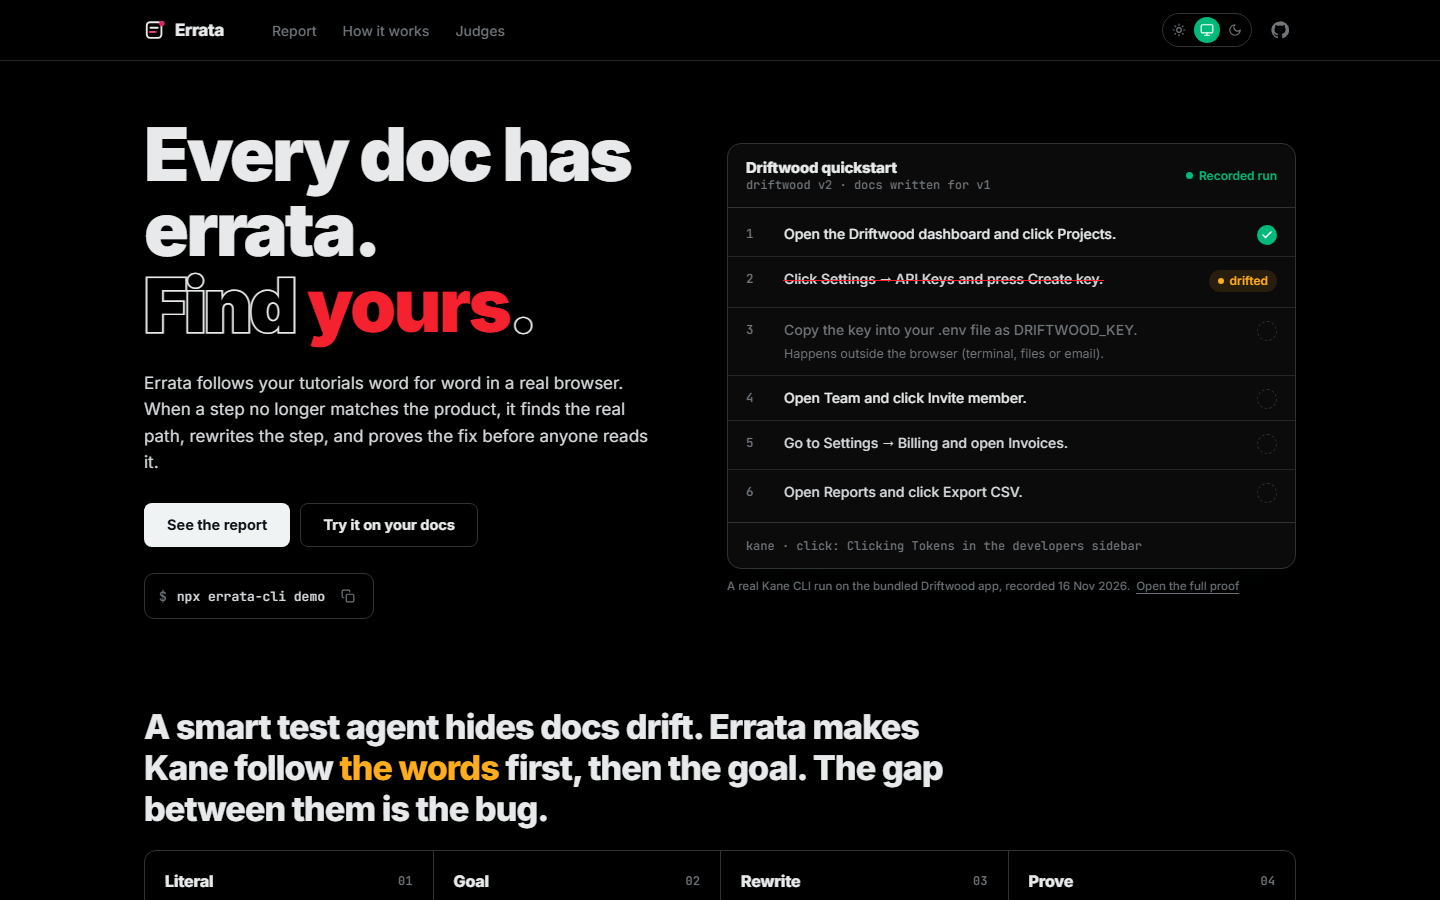 Errata
Report
How it works
Judges
Every doc has
errata.
Find yours.
Errata follows your tutorials word for word in a real browser.
When a step no longer matches the product, it finds the real
path, rewrites the step, and proves the fix before anyone reads
it.
See the report
Try it on your docs
$ npx errata-cli demo
Driftwood quickstart
driftwood v2 · docs written for v1
Recorded run
1 Open the Driftwood dashboard and click Projects.
2 Click Settings → API Keys and press Create key. drifted
3 Copy the key into your .env file as DRIFTWOOD_KEY.
Happens outside the browser (terminal, files or email).
4 Open Team and click Invite member.
5 Go to Settings → Billing and open Invoices.
6 Open Reports and click Export CSV.
kane · click: Clicking Tokens in the developers sidebar
A real Kane CLI run on the bundled Driftwood app, recorded 16 Nov 2026. Open the full proof
A smart test agent hides docs drift. Errata makes
Kane follow the words first, then the goal. The gap
between them is the bug.
Literal 01
Goal 02
Rewrite 03
Prove 04